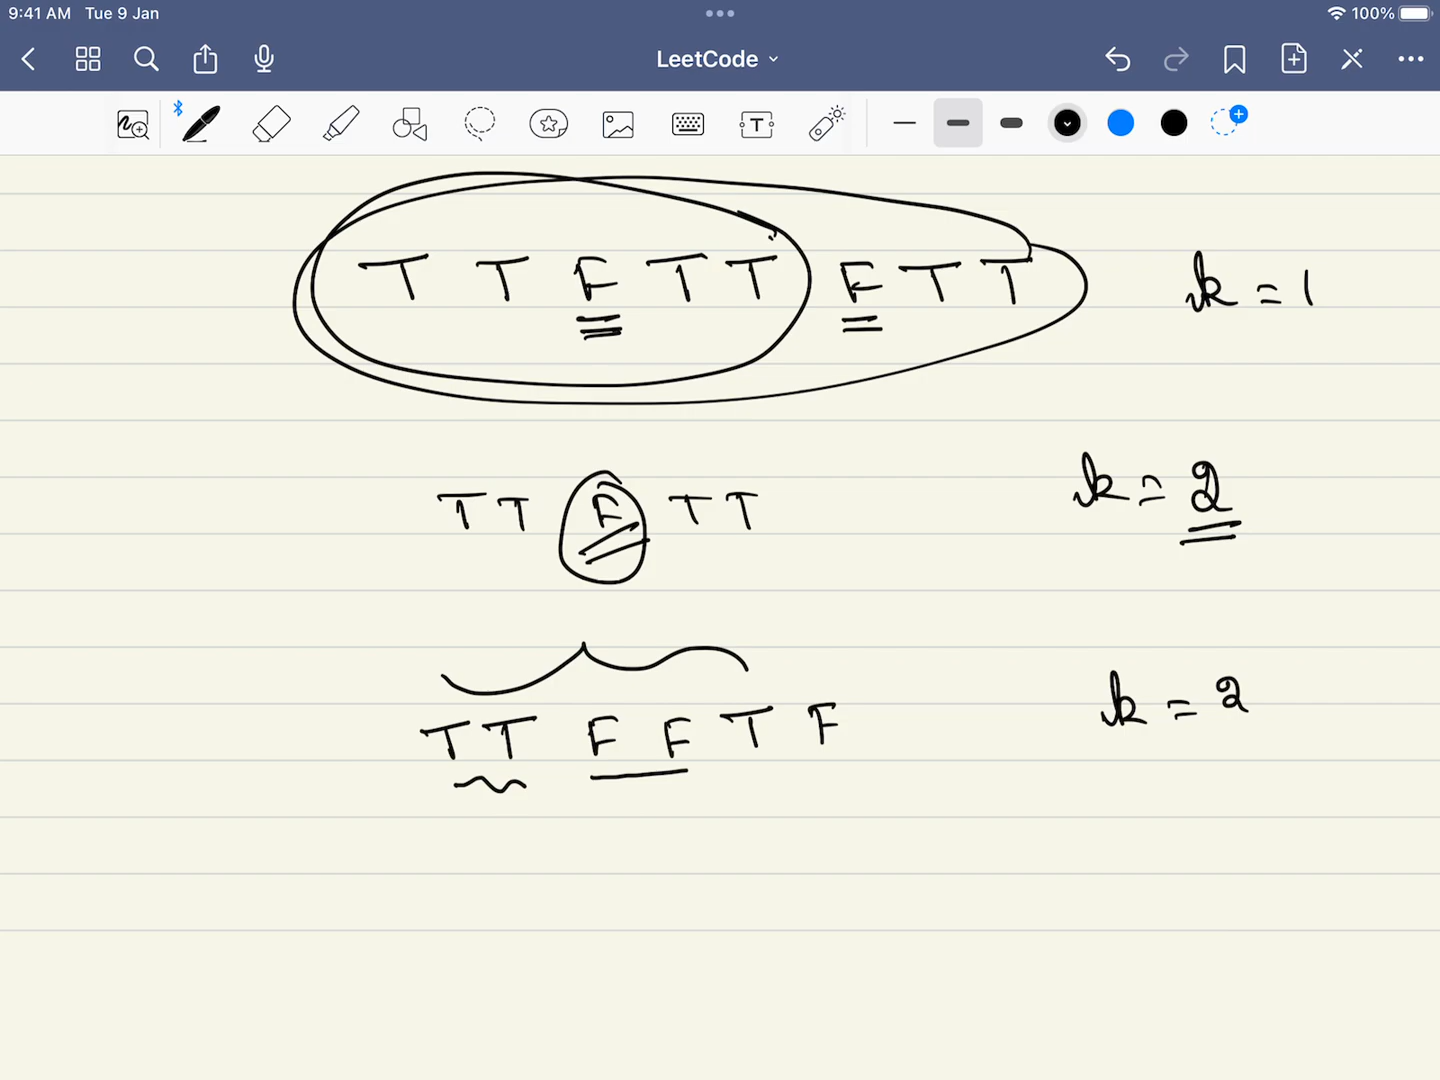 9:41 AM Tue 9 Jan
100%
LeetCode
T
T T F T T F T T k = 1
T T F T T k = 2
T T F F T F k = 2